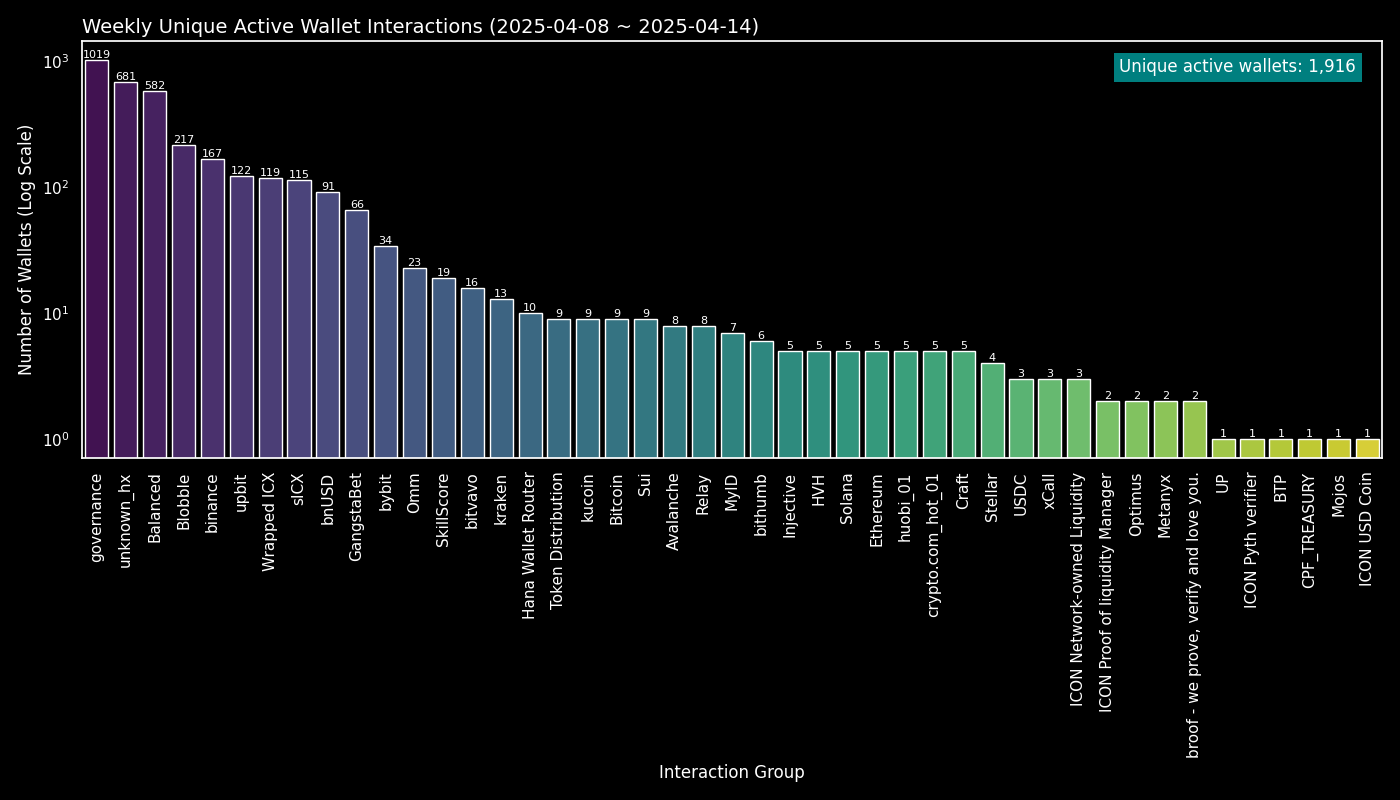 Weekly Unique Active Wallet Interactions (2025-04-08 ~ 2025-04-14)
Unique active wallets: 1,916
Number of Wallets (Log Scale)
10³
10²
10¹
10⁰
1019
681
582
217
167
122
119
115
91
66
34
23
19
16
13
10
9
9
9
9
8
8
7
6
5
5
5
5
5
5
5
4
3
3
3
2
2
2
2
1
1
1
1
1
1
governance
unknown_hx
Balanced
Blobble
binance
upbit
Wrapped ICX
sICX
bnUSD
GangstaBet
bybit
Omm
SkillScore
bitvavo
kraken
Hana Wallet Router
Token Distribution
kucoin
Bitcoin
Sui
Avalanche
Relay
MyID
bithumb
Injective
HVH
Solana
Ethereum
huobi_01
crypto.com_hot_01
Craft
Stellar
USDC
xCall
ICON Network-owned Liquidity
ICON Proof of liquidity Manager
Optimus
Metanyx
broof - we prove, verify and love you.
UP
ICON Pyth verifier
BTP
CPF_TREASURY
Mojos
ICON USD Coin
Interaction Group